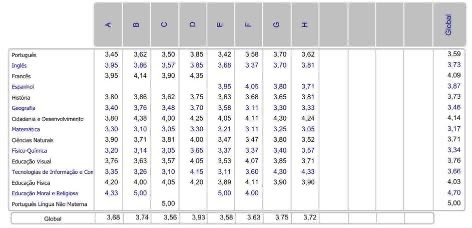 A B C D E F G H Global
Português 3,45 3,62 3,50 3,85 3,42 3,58 3,70 3,62 3,59
Inglês 3,95 3,86 3,57 3,85 3,68 3,37 3,70 3,81 3,73
Francês 3,95 4,14 3,90 4,35 4,09
Espanhol 3,95 4,05 3,80 3,71 3,87
História 3,80 3,86 3,62 3,75 3,63 3,68 3,65 3,81 3,73
Geografia 3,40 3,76 3,48 3,70 3,58 3,11 3,30 3,33 3,46
Cidadania e Desenvolvimento 3,89 4,38 4,00 4,25 4,05 4,11 4,30 4,24 4,14
Matemática 3,30 3,10 3,05 3,30 3,21 3,11 3,25 3,05 3,17
Ciências Naturais 3,90 3,71 3,81 4,00 3,47 3,47 3,80 3,52 3,71
Físico-Química 3,20 3,14 3,05 3,65 3,37 3,37 3,40 3,57 3,34
Educação Visual 3,76 3,63 3,57 4,05 3,53 4,07 3,85 3,71 3,76
Tecnologias de Informação e Con 3,35 3,26 3,10 4,15 3,11 3,60 4,30 4,33 3,66
Educação Física 4,20 4,00 4,05 4,20 3,89 4,11 3,90 3,90 4,03
Educação Moral e Religiosa 4,33 5,00 5,00 4,00 4,70
Português Língua Não Materna 5,00 5,00
Global 3,68 3,74 3,56 3,93 3,58 3,63 3,75 3,72